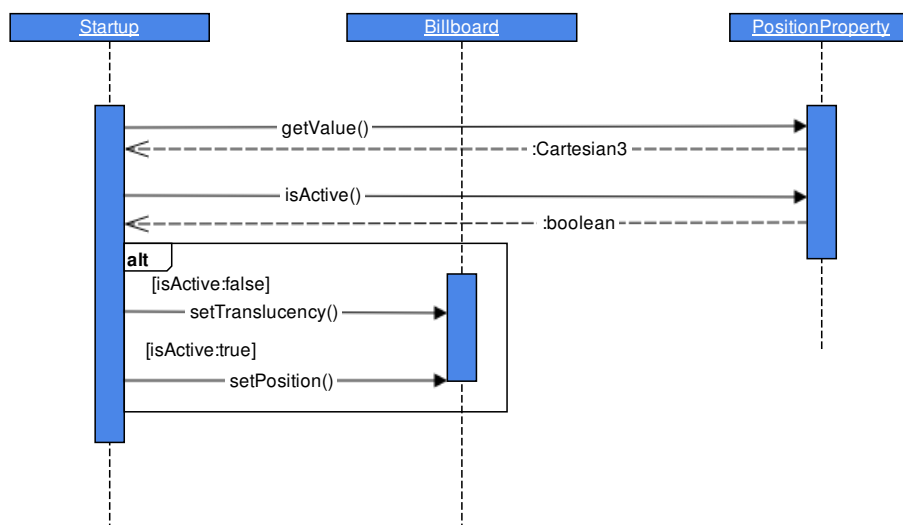 Startup
Billboard
PositionProperty
getValue()
:Cartesian3
isActive()
:boolean
alt
[isActive:false]
setTranslucency()
[isActive:true]
setPosition()